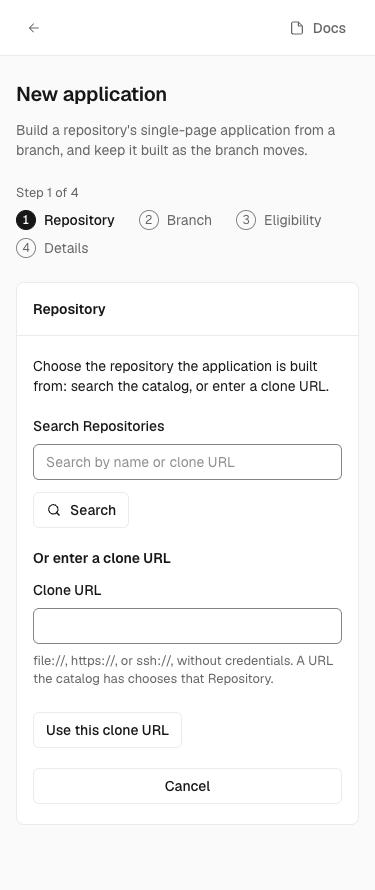 Docs
New application
Build a repository's single-page application from a
branch, and keep it built as the branch moves.
Step 1 of 4
1 Repository
2 Branch
3 Eligibility
4 Details
Repository
Choose the repository the application is built
from: search the catalog, or enter a clone URL.
Search Repositories
Search by name or clone URL
Search
Or enter a clone URL
Clone URL
file://, https://, or ssh://, without credentials. A URL
the catalog has chooses that Repository.
Use this clone URL
Cancel